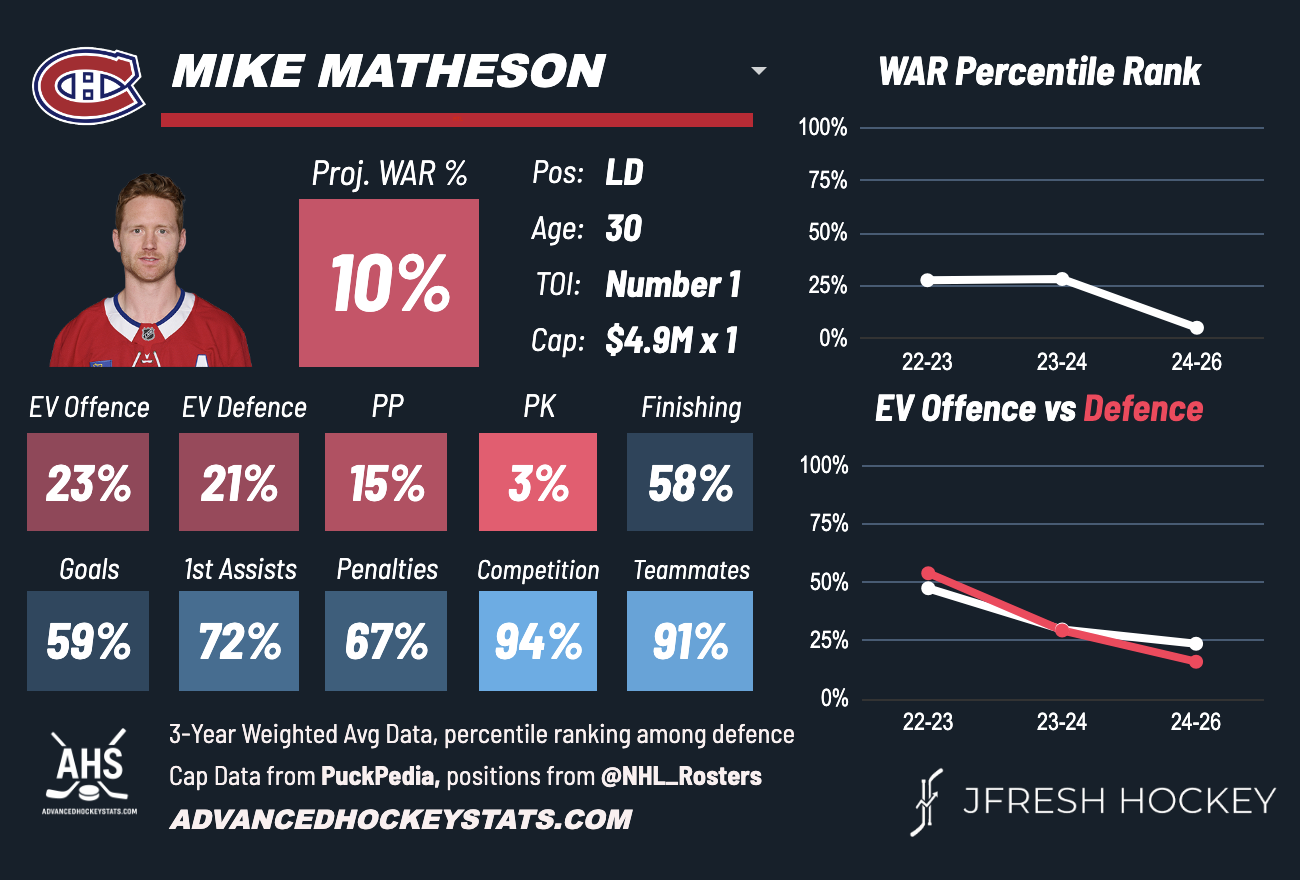 MIKE MATHESON
Proj. WAR %
10%
Pos: LD
Age: 30
TOI: Number 1
Cap: $4.9M x 1
EV Offence EV Defence PP PK Finishing
23% 21% 15% 3% 58%
Goals 1st Assists Penalties Competition Teammates
59% 72% 67% 94% 91%
WAR Percentile Rank
100%
75%
50%
25%
0%
22-23 23-24 24-26
EV Offence vs Defence
100%
75%
50%
25%
0%
22-23 23-24 24-26
AHS
ADVANCEDHOCKEYSTATS.COM
3-Year Weighted Avg Data, percentile ranking among defence
Cap Data from PuckPedia, positions from @NHL_Rosters
ADVANCEDHOCKEYSTATS.COM
JFRESH HOCKEY